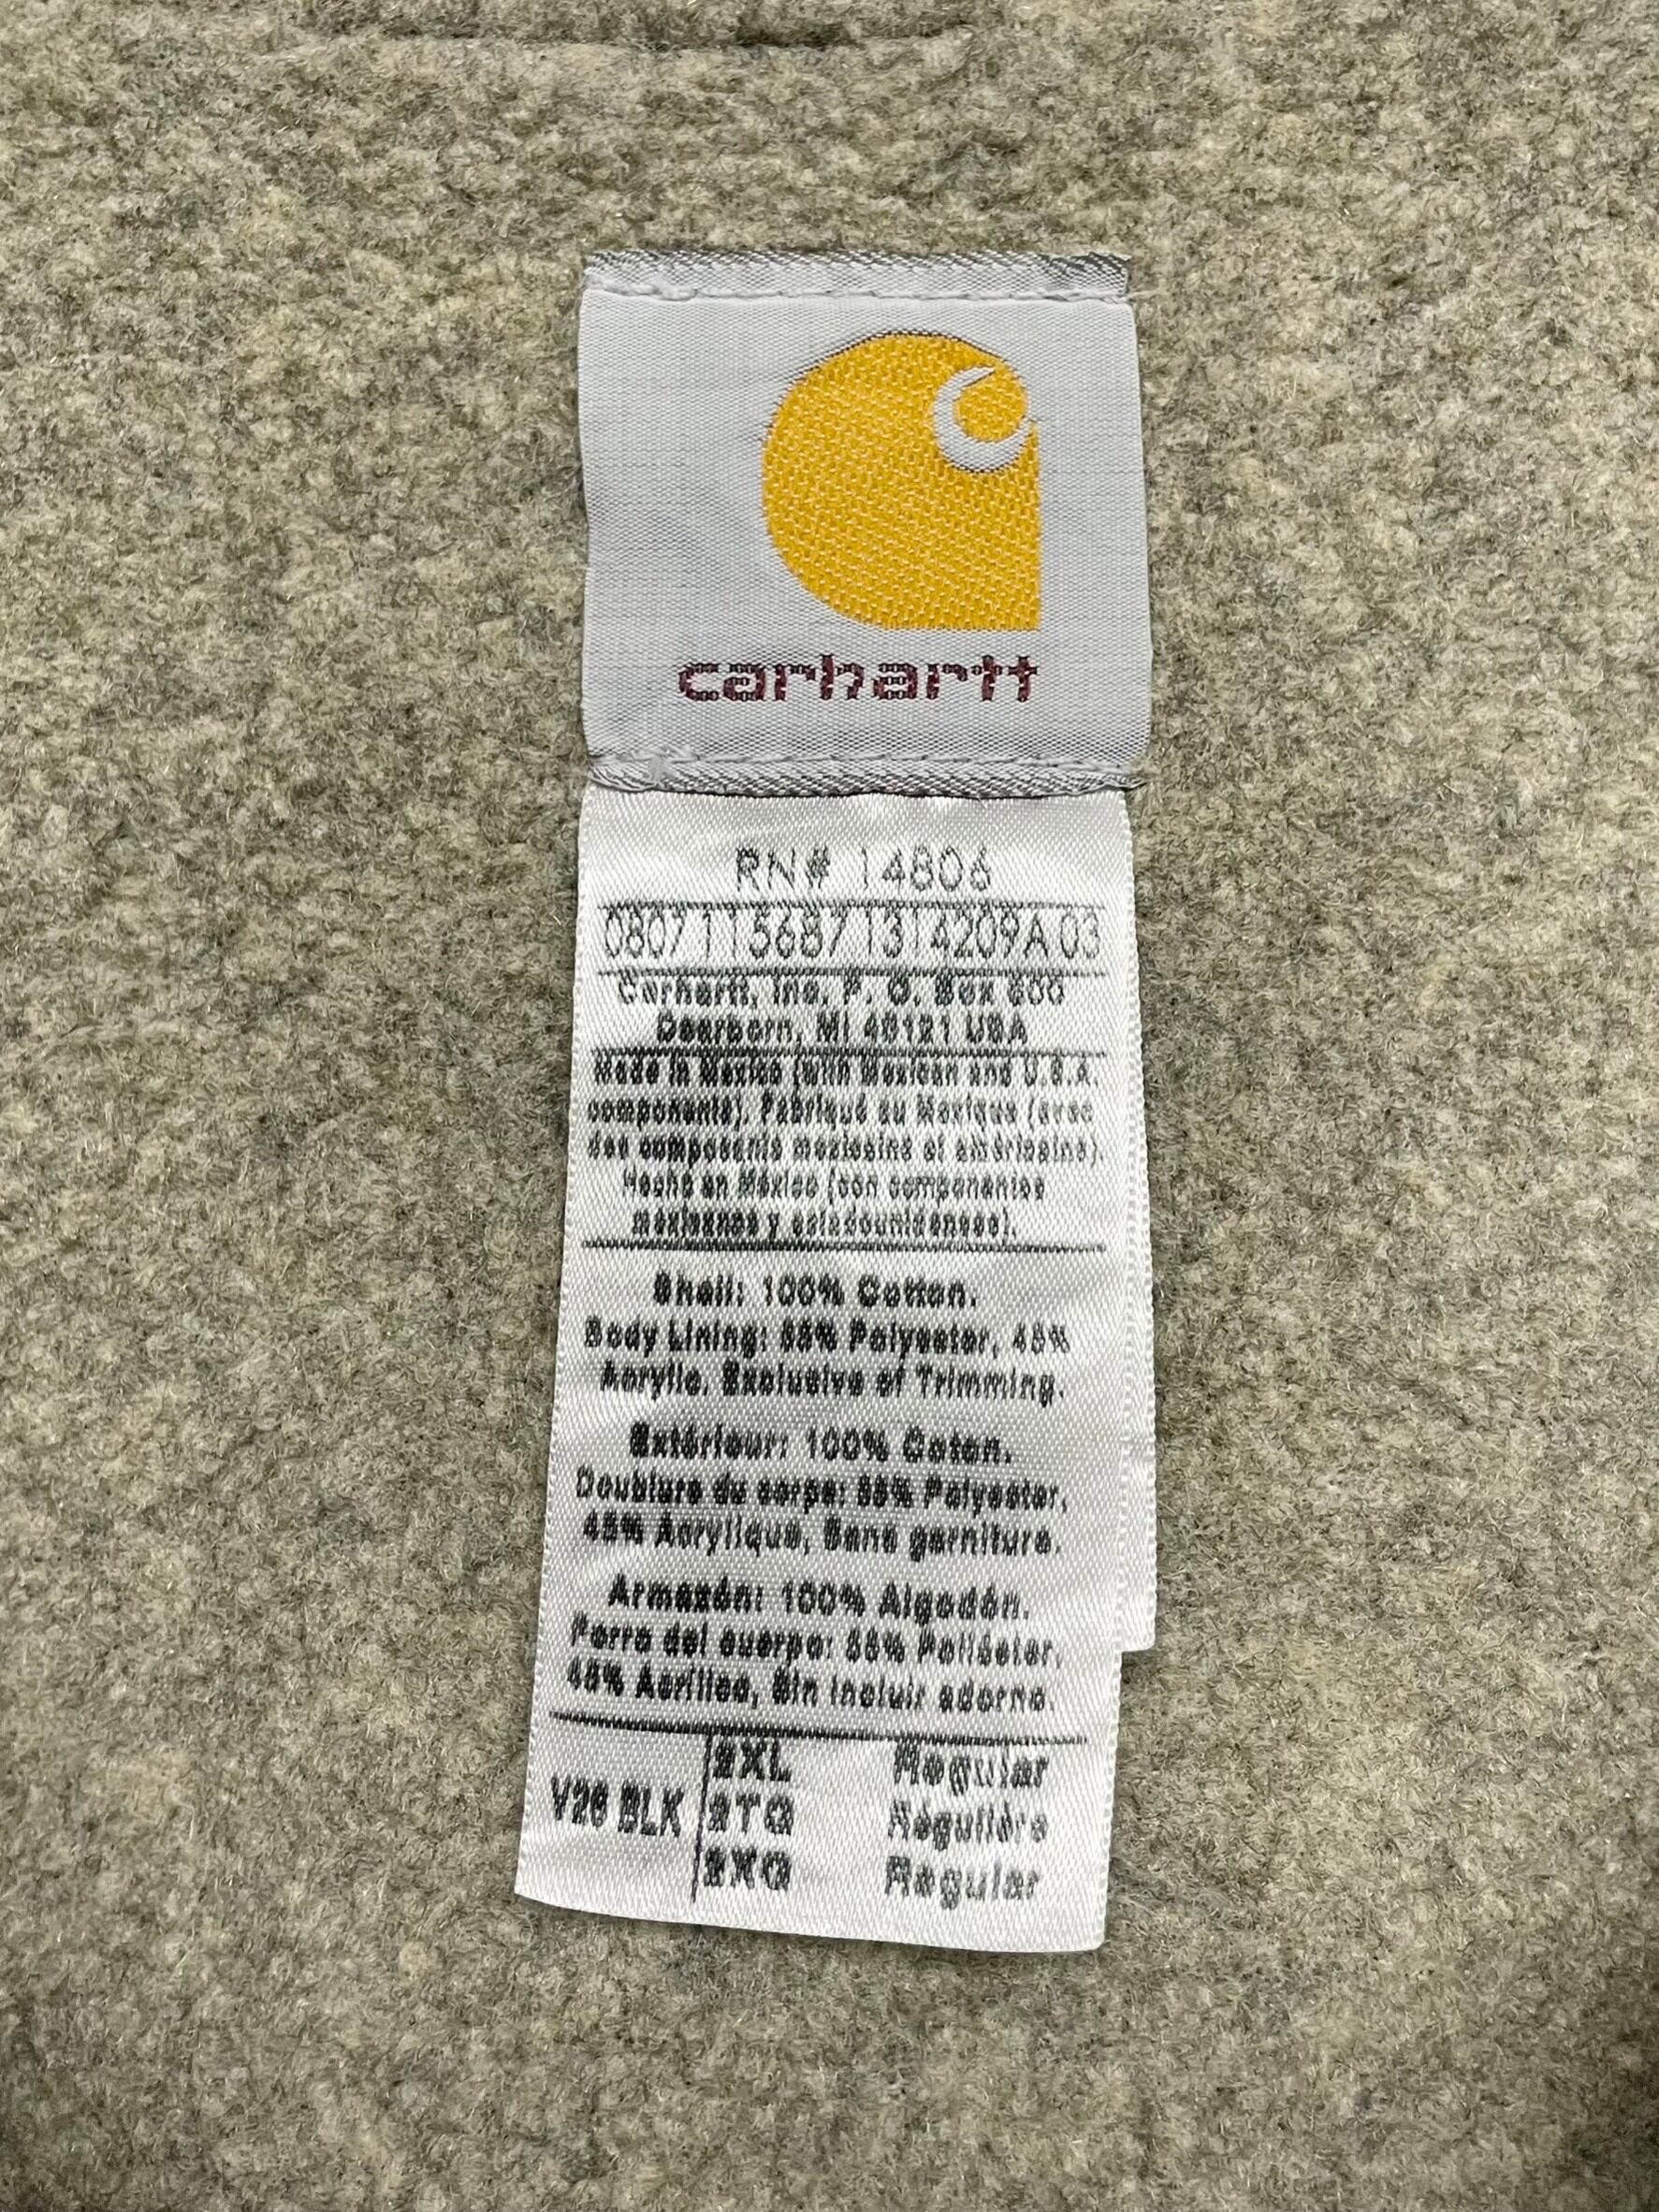 carhartt
RN# 14806
0807115687 1314209A 03
Carhartt, Inc. P. O. Box 600
Dearborn, MI 48121 USA
Made in Mexico (with Mexican and U.S.A.
components). Fabriqué au Mexique (avec
des composants mexicains et américains).
Hecho en México (con componentes
mexicanos y estadounidenses).
Shell: 100% Cotton.
Body Lining: 55% Polyester, 45%
Acrylic. Exclusive of Trimming.
Extérieur: 100% Coton.
Doublure du corps: 55% Polyester,
45% Acrylique, Sans garniture.
Armazón: 100% Algodón.
Forro del cuerpo: 55% Poliéster,
45% Acrílico, Sin incluir adorno.
V26 BLK
2XL Regular
2TG Régulière
2XG Regular